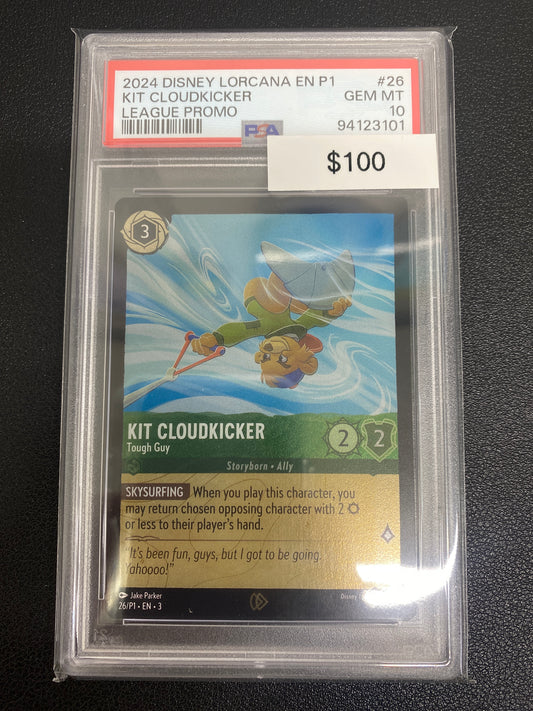 2024 DISNEY LORCANA EN P1 #26
KIT CLOUDKICKER GEM MT
LEAGUE PROMO 10
PSA 94123101
$100
3
KIT CLOUDKICKER
Tough Guy
2 2
Storyborn • Ally
SKYSURFING When you play this character, you
may return chosen opposing character with 2
or less to their player's hand.
"It's been fun, guys, but I got to be going.
Yahoooo!"
Jake Parker
26/P1 • EN • 3
Disney